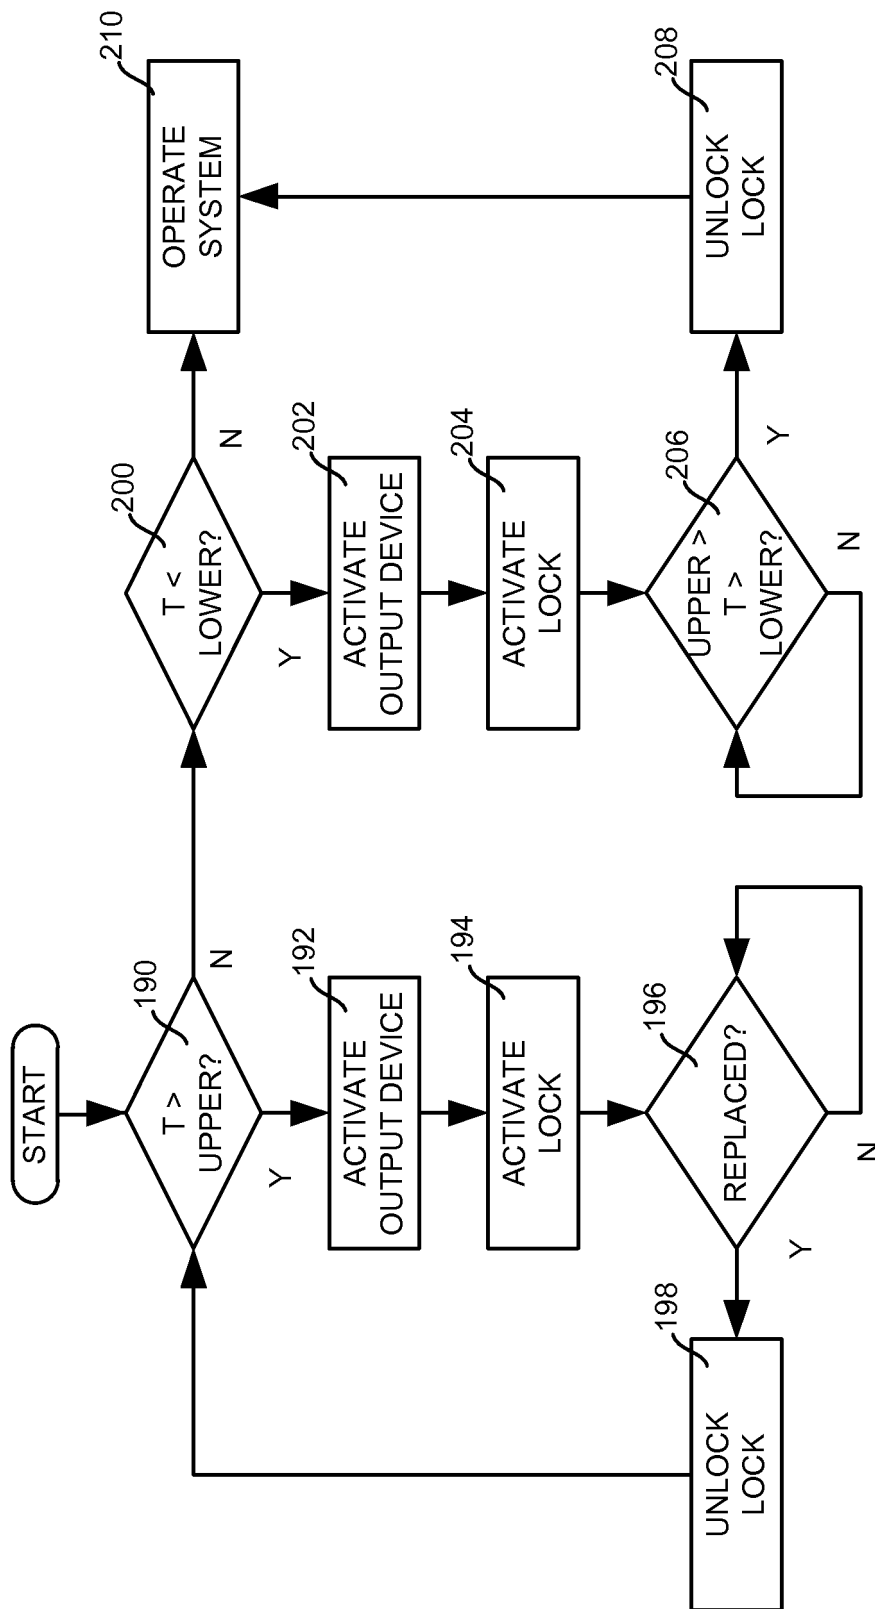 START
190
T >
UPPER?
N
Y
192
ACTIVATE
OUTPUT DEVICE
194
ACTIVATE
LOCK
196
REPLACED?
N
Y
198
UNLOCK
LOCK
200
T <
LOWER?
N
Y
202
ACTIVATE
OUTPUT DEVICE
204
ACTIVATE
LOCK
206
UPPER >
T >
LOWER?
N
Y
208
UNLOCK
LOCK
210
OPERATE
SYSTEM